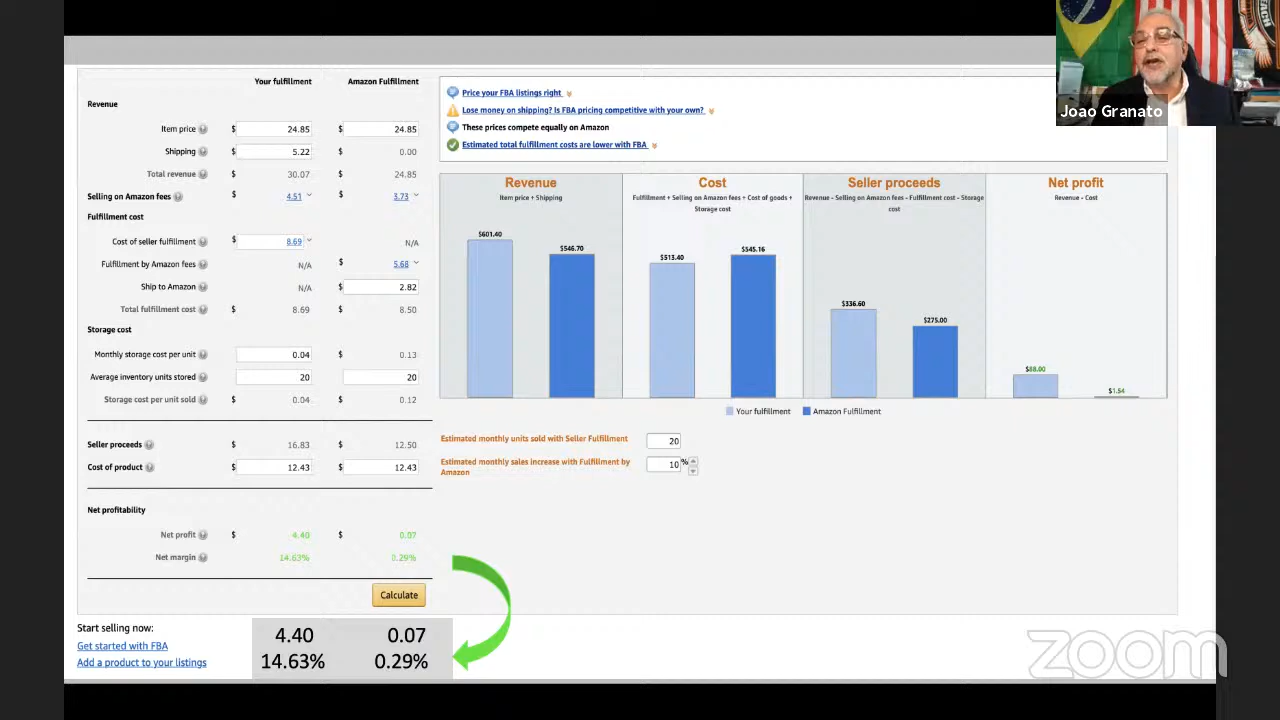 Your fulfillment Amazon Fulfillment
Revenue
Item price $ 24.85 $ 24.85
Shipping $ 5.22 $ 0.00
Total revenue $ 30.07 $ 24.85
Selling on Amazon fees $ 4.51 $ 3.73
Fulfillment cost
Cost of seller fulfillment $ 8.69 N/A
Fulfillment by Amazon fees N/A $ 5.68
Ship to Amazon N/A $ 2.82
Total fulfillment cost $ 8.69 $ 8.50
Storage cost
Monthly storage cost per unit 0.04 $ 0.13
Average inventory units stored 20 20
Storage cost per unit sold $ 0.04 $ 0.12
Seller proceeds $ 16.83 $ 12.50
Cost of product $ 12.43 $ 12.43
Net profitability
Net profit $ 4.40 $ 0.07
Net margin 14.63% 0.29%
Calculate
Start selling now:
Get started with FBA
Add a product to your listings
4.40 0.07
14.63% 0.29%
Price your FBA listings right
Lose money on shipping? Is FBA pricing competitive with your own?
These prices compete equally on Amazon
Estimated total fulfillment costs are lower with FBA
Revenue
Item price + Shipping
$601.40
$546.70
Cost
Fulfillment + Selling on Amazon fees + Cost of goods +
Storage cost
$513.40
$545.16
Seller proceeds
Revenue - Selling on Amazon fees - Fulfillment cost - Storage
cost
$336.60
$275.00
Net profit
Revenue - Cost
$88.00
$1.54
Your fulfillment Amazon Fulfillment
Estimated monthly units sold with Seller Fulfillment 20
Estimated monthly sales increase with Fulfillment by
Amazon
10 %
Joao Granato
zoom